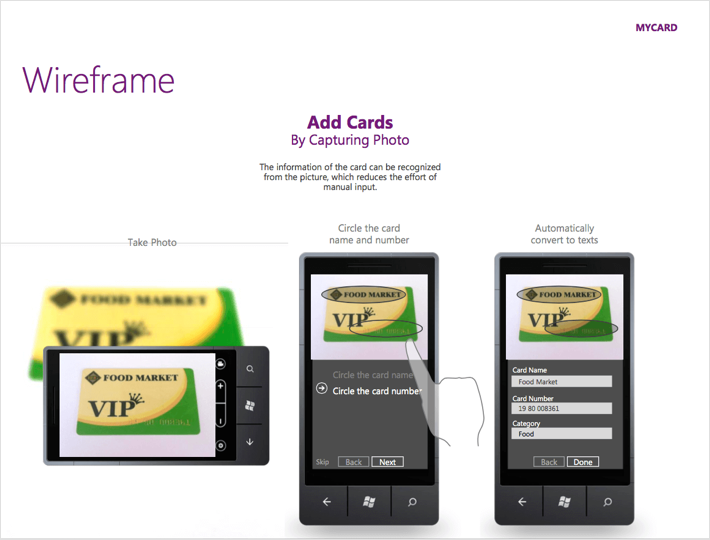 MYCARD
Wireframe
Add Cards
By Capturing Photo
The information of the card can be recognized
from the picture, which reduces the effort of
manual input.
Take Photo
FOOD MARKET
VIP
FOOD MARKET
VIP
Circle the card
name and number
FOOD MARKET
VIP
Circle the card name
Circle the card number
Skip
Back
Next
Automatically
convert to texts
FOOD MARKET
VIP
Card Name
Food Market
Card Number
19 80 008361
Category
Food
Back
Done